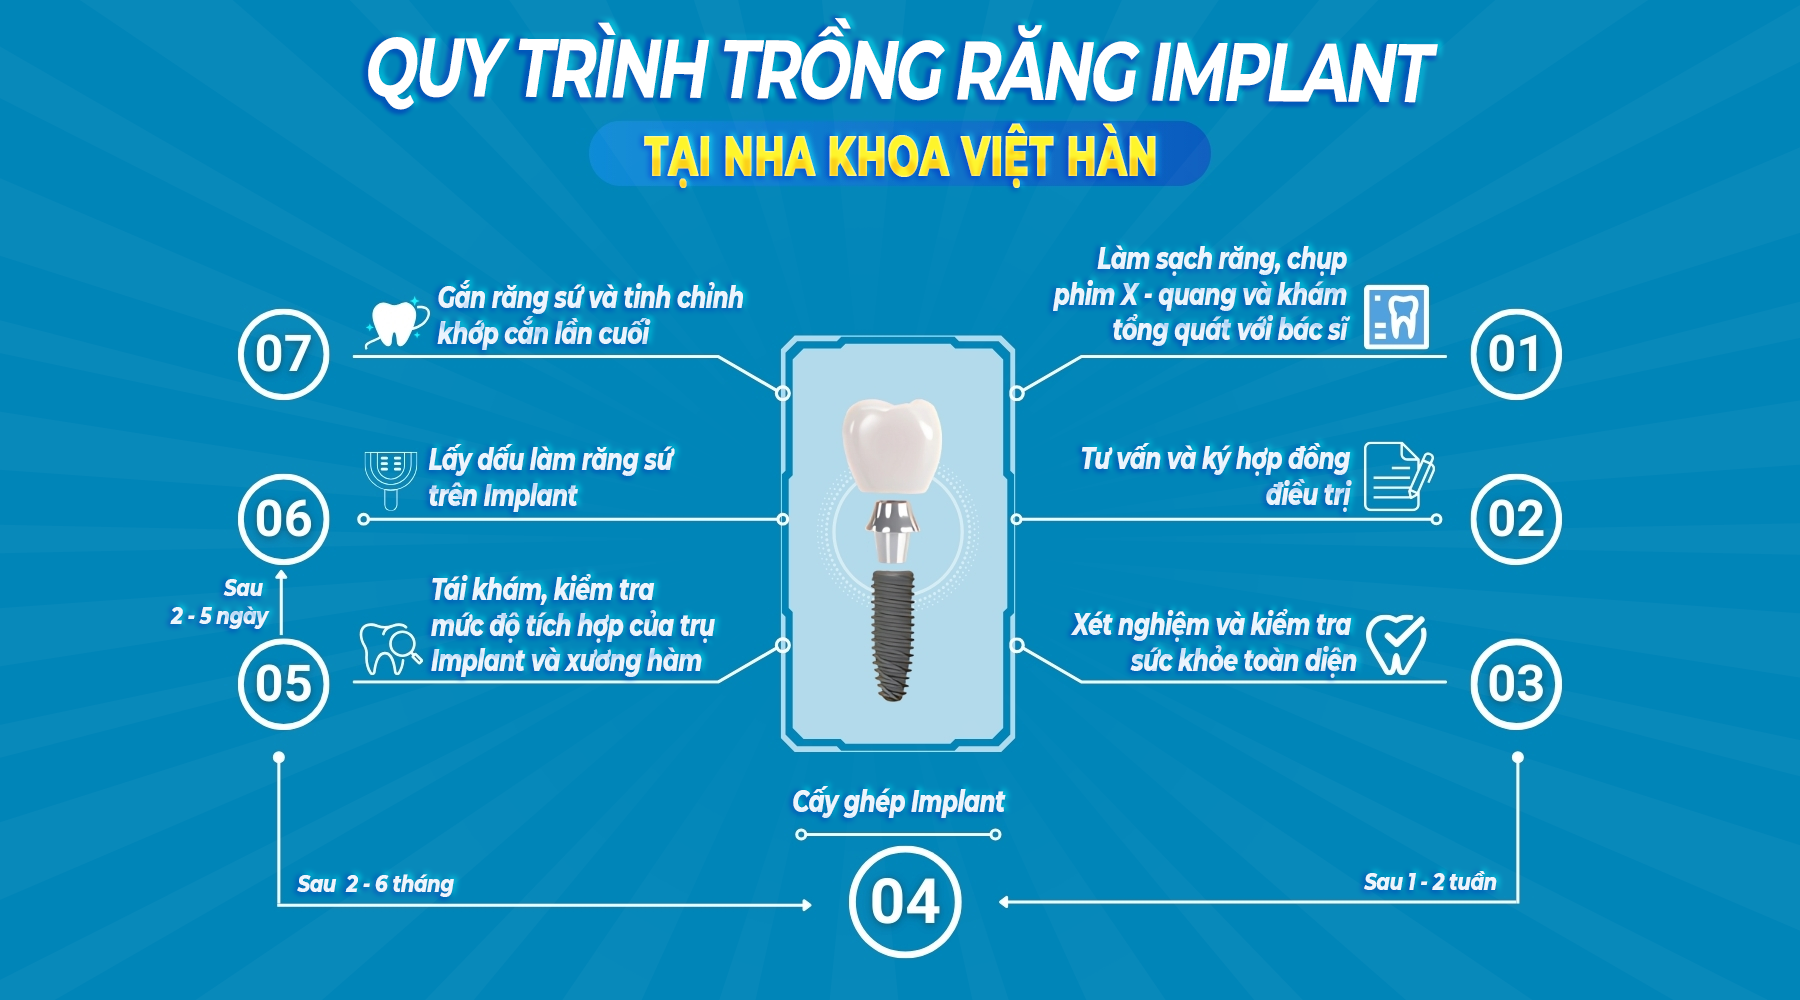 QUY TRÌNH TRỒNG RĂNG IMPLANT
TẠI NHA KHOA VIỆT HÀN
Làm sạch răng, chụp
phim X - quang và khám
tổng quát với bác sĩ
01
Tư vấn và ký hợp đồng
điều trị
02
Xét nghiệm và kiểm tra
sức khỏe toàn diện
03
Sau 1 - 2 tuần
Cấy ghép Implant
04
Sau 2 - 6 tháng
Tái khám, kiểm tra
mức độ tích hợp của trụ
Implant và xương hàm
05
Sau
2 - 5 ngày
Lấy dấu làm răng sứ
trên Implant
06
Gắn răng sứ và tinh chỉnh
khớp cắn lần cuối
07